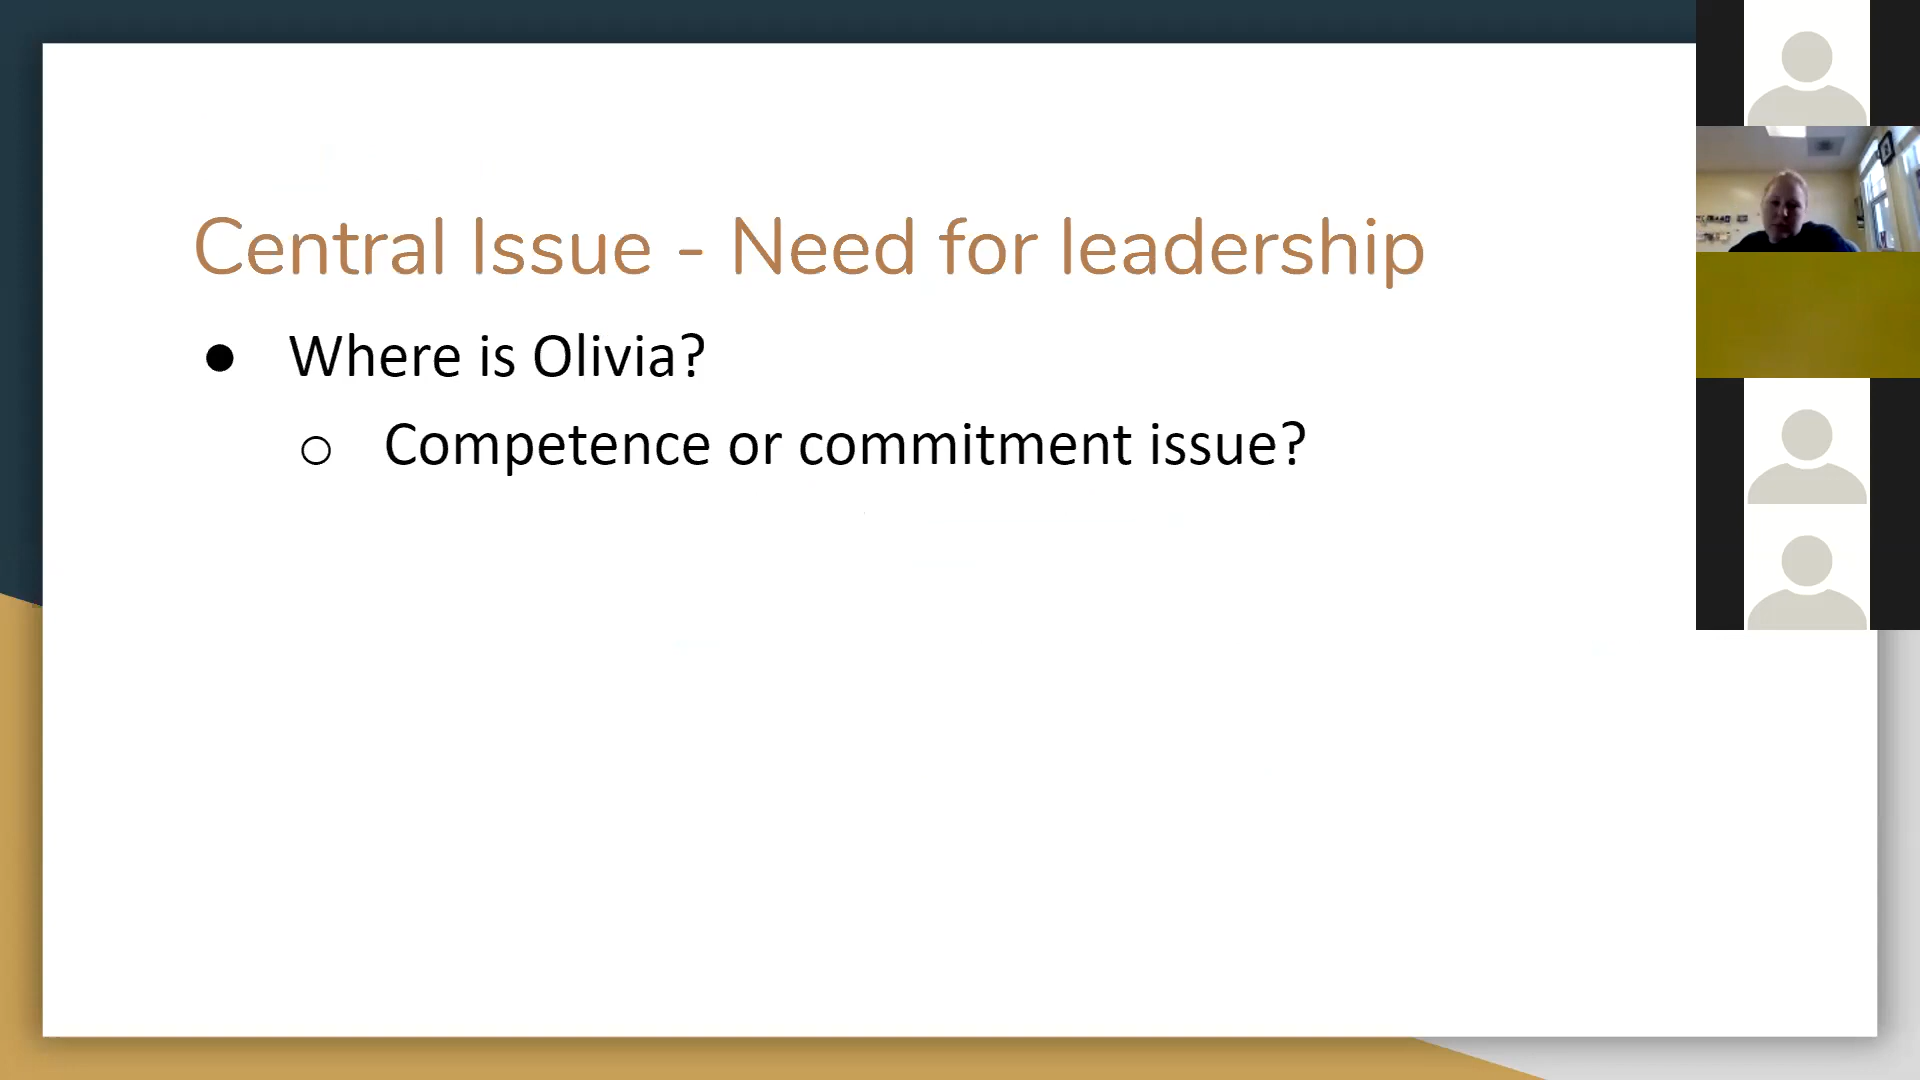 Central Issue - Need for leadership
● Where is Olivia?
○ Competence or commitment issue?